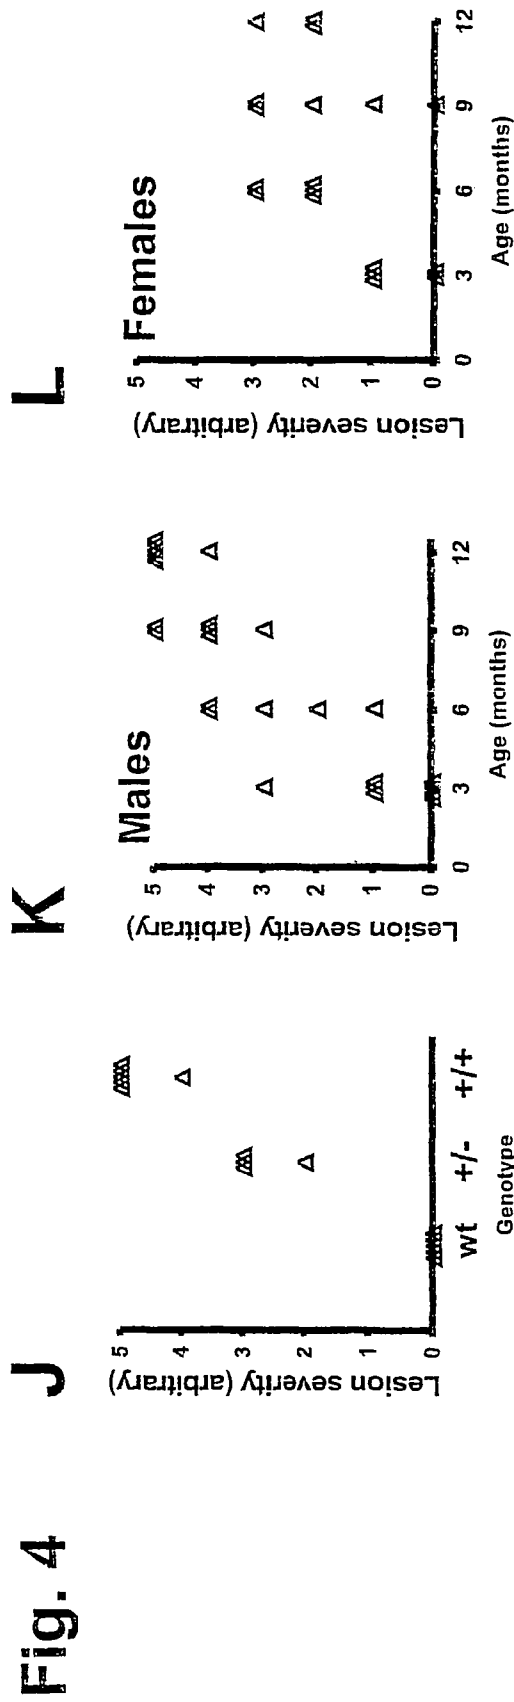 Fig. 4
J
Lesion severity (arbitrary)
5
4
3
2
1
0
wt +/- +/+
Genotype
K
Males
Lesion severity (arbitrary)
5
4
3
2
1
0
0 3 6 9 12
Age (months)
L
Females
Lesion severity (arbitrary)
5
4
3
2
1
0
0 3 6 9 12
Age (months)